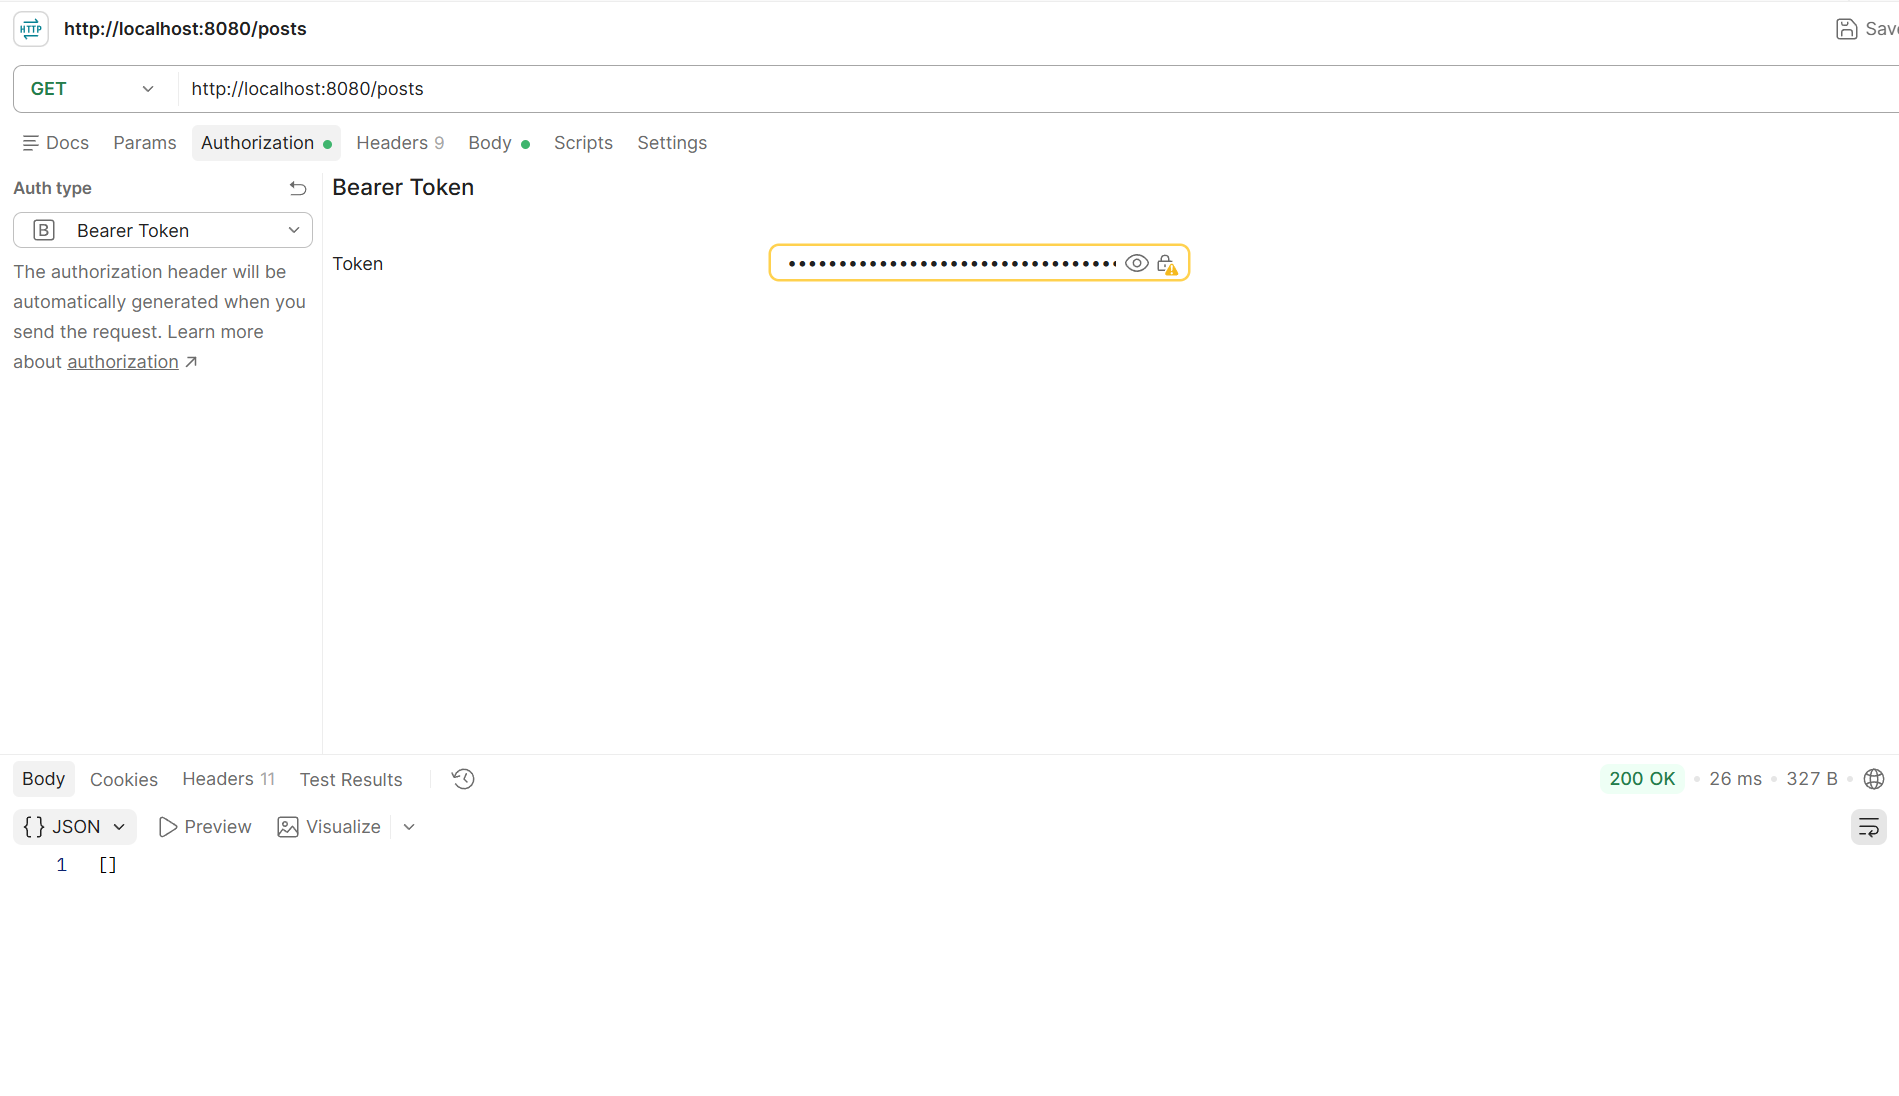 HTTP http://localhost:8080/posts Save
GET http://localhost:8080/posts
Docs Params Authorization Headers 9 Body Scripts Settings
Auth type
B Bearer Token
The authorization header will be
automatically generated when you
send the request. Learn more
about authorization ↗
Bearer Token
Token ••••••••••••••••••••••••••••••••
Body Cookies Headers 11 Test Results 200 OK • 26 ms • 327 B •
{} JSON Preview Visualize
1 []